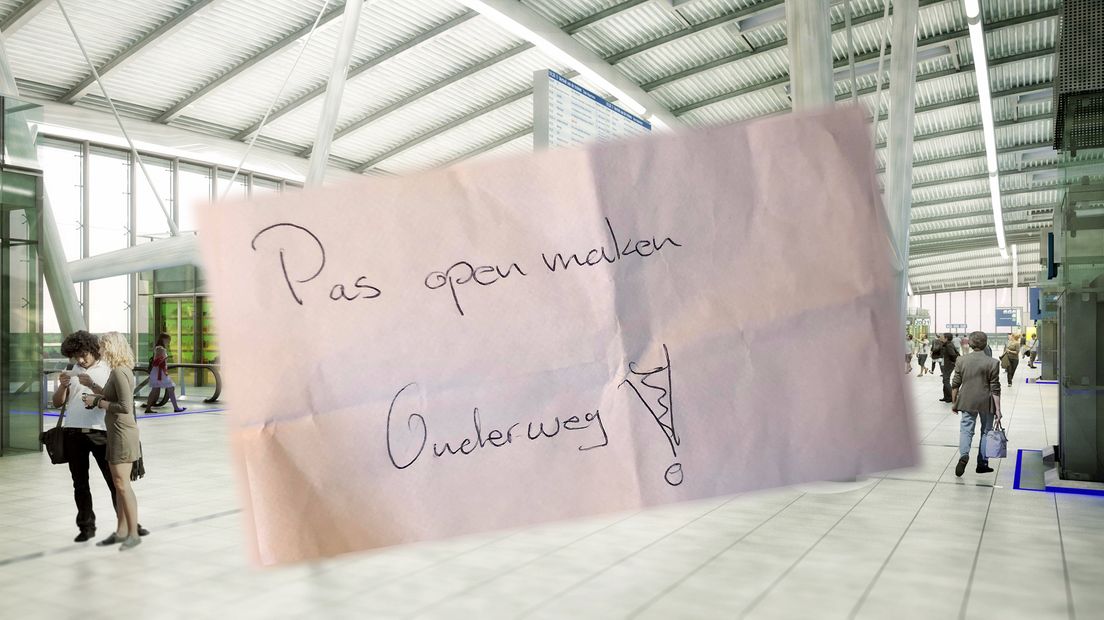 Pas open maken
Onderweg!